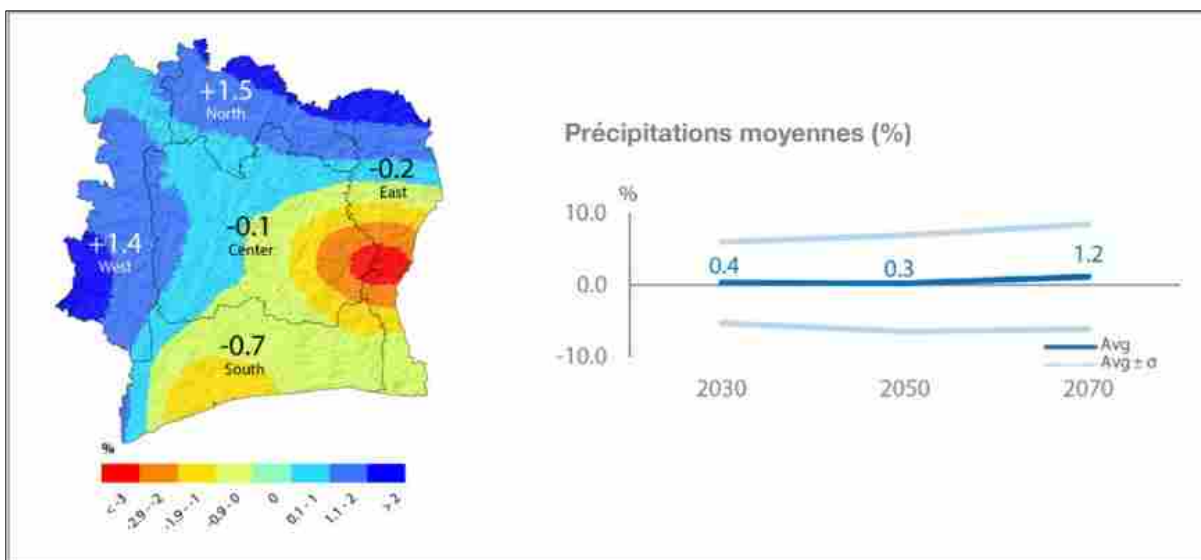 +1.5
North
-0.2
East
-0.1
Center
+1.4
West
-0.7
South
%
< -3
-2.9 - -2
-1.9 - -1
-0.9 - 0
0
0.1 - 1
1.1 - 2
> 2
Précipitations moyennes (%)
%
10.0
0.0
-10.0
0.4
0.3
1.2
Avg
Avg ± σ
2030
2050
2070